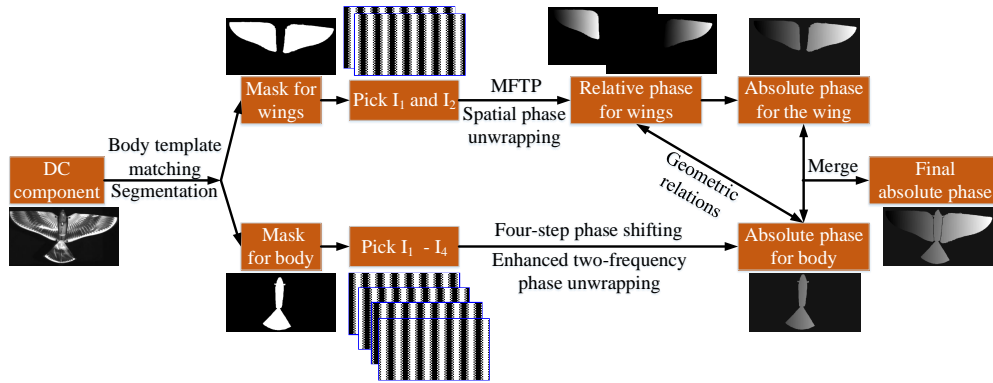 DC
component
Body template
matching
Segmentation
Mask for
wings
Pick I₁ and I₂
MFTP
Spatial phase
unwrapping
Relative phase
for wings
Absolute phase
for the wing
Geometric
relations
Merge
Final
absolute phase
Mask
for body
Pick I₁ - I₄
Four-step phase shifting
Enhanced two-frequency
phase unwrapping
Absolute phase
for body